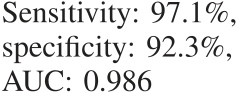 Sensitivity: 97.1%,
specificity: 92.3%,
AUC: 0.986